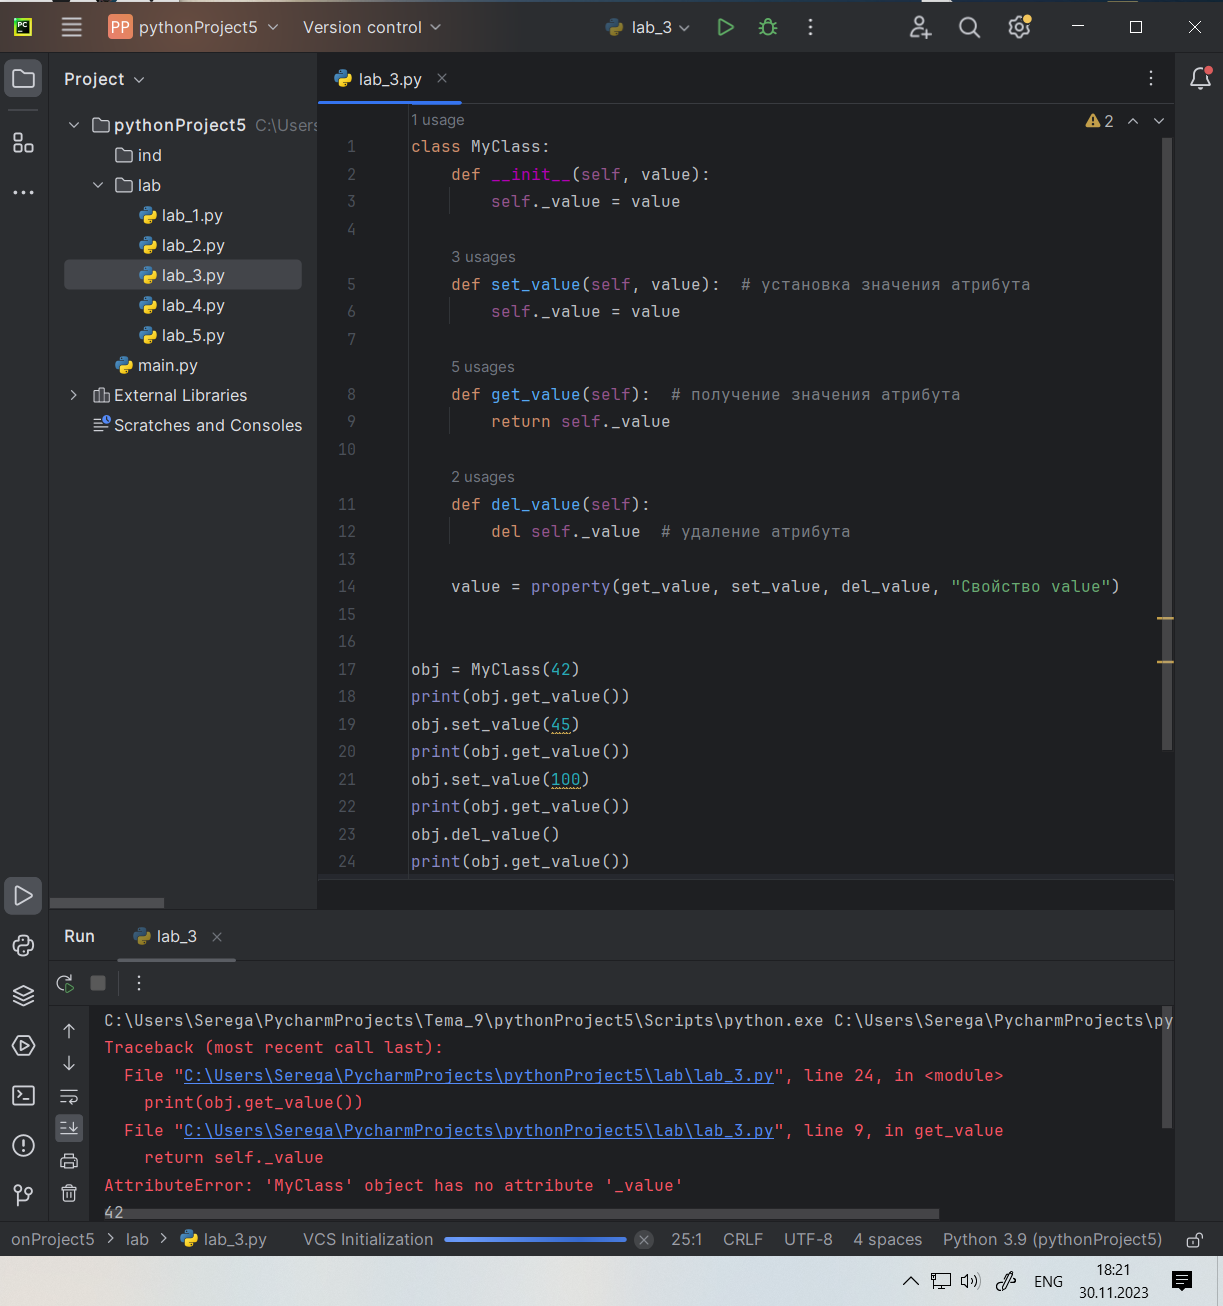 PP pythonProject5 Version control lab_3
Project
lab_3.py
pythonProject5 C:\Users
ind
lab
lab_1.py
lab_2.py
lab_3.py
lab_4.py
lab_5.py
main.py
External Libraries
Scratches and Consoles
1 usage
2
1 class MyClass:
2 def __init__(self, value):
3 self._value = value
4
3 usages
5 def set_value(self, value):  # установка значения атрибута
6 self._value = value
7
5 usages
8 def get_value(self):  # получение значения атрибута
9 return self._value
10
2 usages
11 def del_value(self):
12 del self._value  # удаление атрибута
13
14 value = property(get_value, set_value, del_value, "Свойство value")
15
16
17 obj = MyClass(42)
18 print(obj.get_value())
19 obj.set_value(45)
20 print(obj.get_value())
21 obj.set_value(100)
22 print(obj.get_value())
23 obj.del_value()
24 print(obj.get_value())
Run lab_3
C:\Users\Serega\PycharmProjects\Tema_9\pythonProject5\Scripts\python.exe C:\Users\Serega\PycharmProjects\py
Traceback (most recent call last):
File "C:\Users\Serega\PycharmProjects\pythonProject5\lab\lab_3.py", line 24, in <module>
print(obj.get_value())
File "C:\Users\Serega\PycharmProjects\pythonProject5\lab\lab_3.py", line 9, in get_value
return self._value
AttributeError: 'MyClass' object has no attribute '_value'
42
onProject5 > lab > lab_3.py VCS Initialization 25:1 CRLF UTF-8 4 spaces Python 3.9 (pythonProject5)
ENG
18:21
30.11.2023